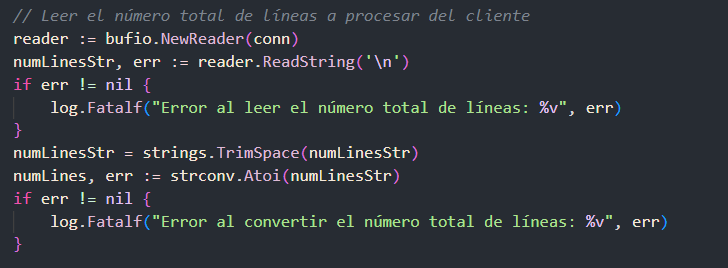 // Leer el número total de líneas a procesar del cliente
reader := bufio.NewReader(conn)
numLinesStr, err := reader.ReadString('\n')
if err != nil {
    log.Fatalf("Error al leer el número total de líneas: %v", err)
}
numLinesStr = strings.TrimSpace(numLinesStr)
numLines, err := strconv.Atoi(numLinesStr)
if err != nil {
    log.Fatalf("Error al convertir el número total de líneas: %v", err)
}